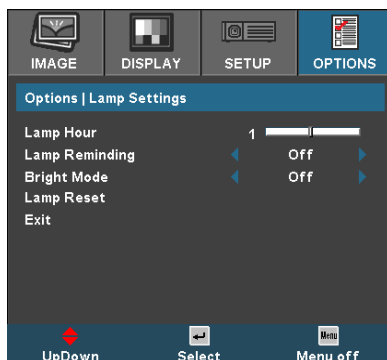 IMAGE DISPLAY SETUP OPTIONS
Options | Lamp Settings
Lamp Hour 1
Lamp Reminding Off
Bright Mode Off
Lamp Reset
Exit
Menu
UpDown Select Menu off